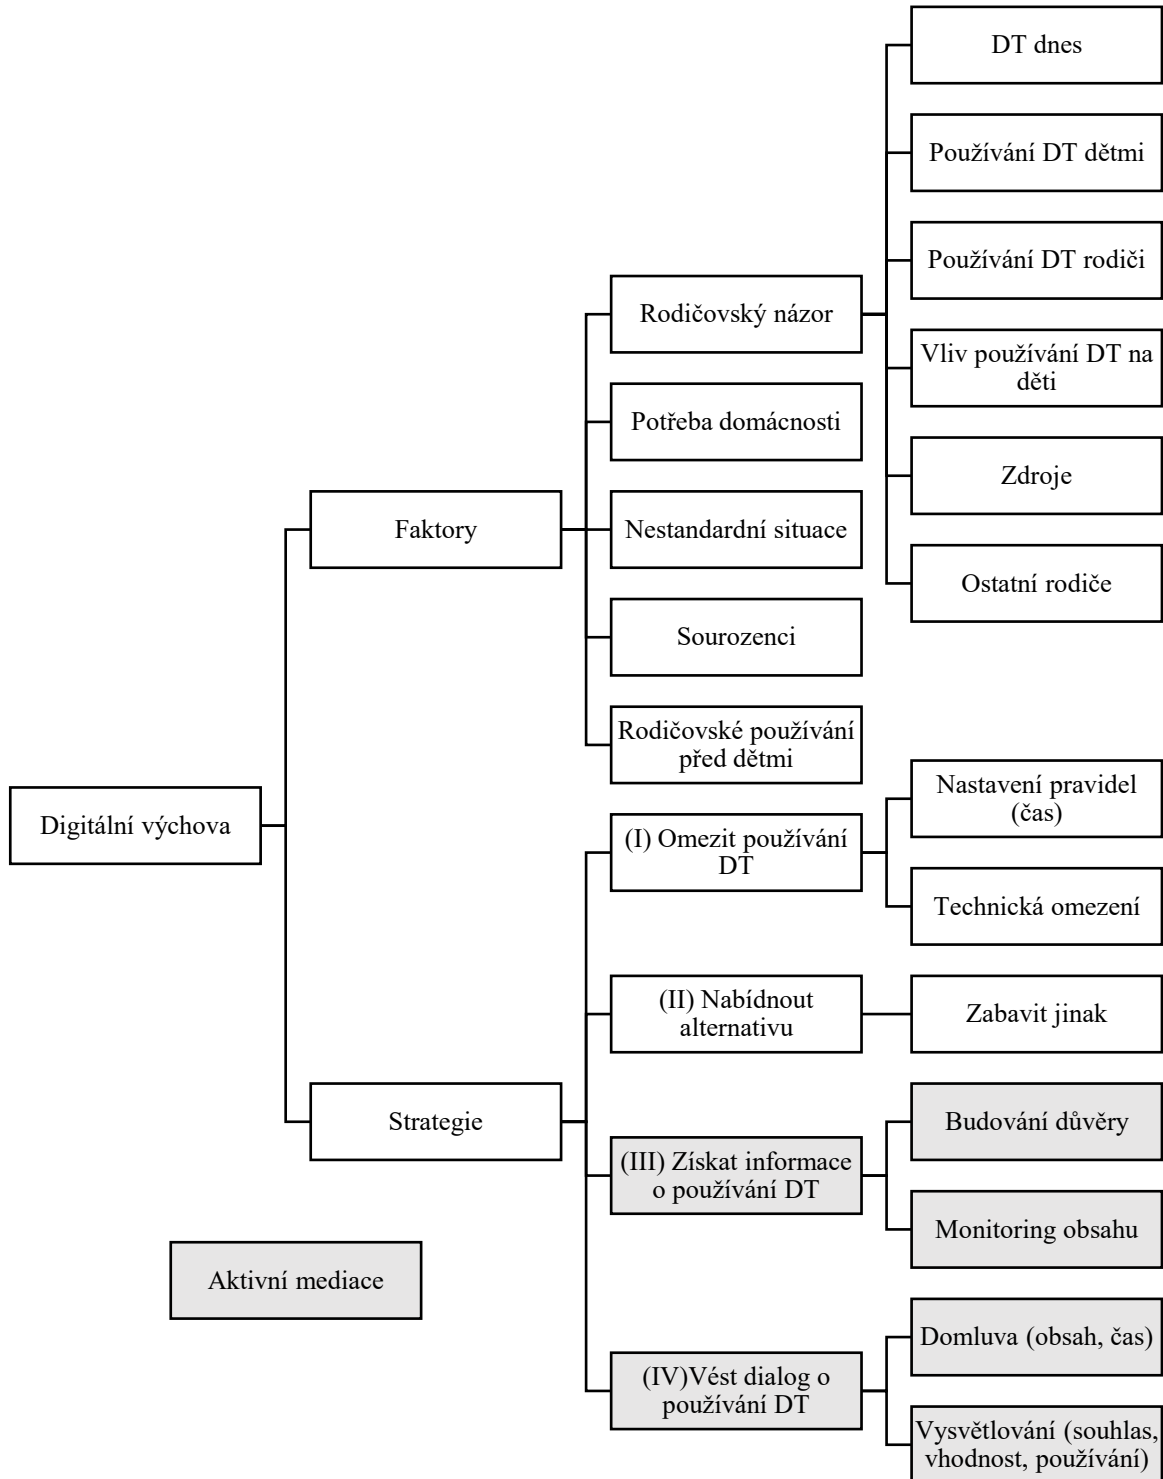 DT dnes
Používání DT dětmi
Používání DT rodiči
Rodičovský názor
Vliv používání DT na
děti
Potřeba domácnosti
Zdroje
Faktory
Nestandardní situace
Ostatní rodiče
Sourozenci
Rodičovské používání
před dětmi
Nastavení pravidel
(čas)
Digitální výchova
(I) Omezit používání
DT
Technická omezení
(II) Nabídnout
alternativu
Zabavit jinak
Strategie
Budování důvěry
(III) Získat informace
o používání DT
Monitoring obsahu
Aktivní mediace
Domluva (obsah, čas)
(IV)Vést dialog o
používání DT
Vysvětlování (souhlas,
vhodnost, používání)